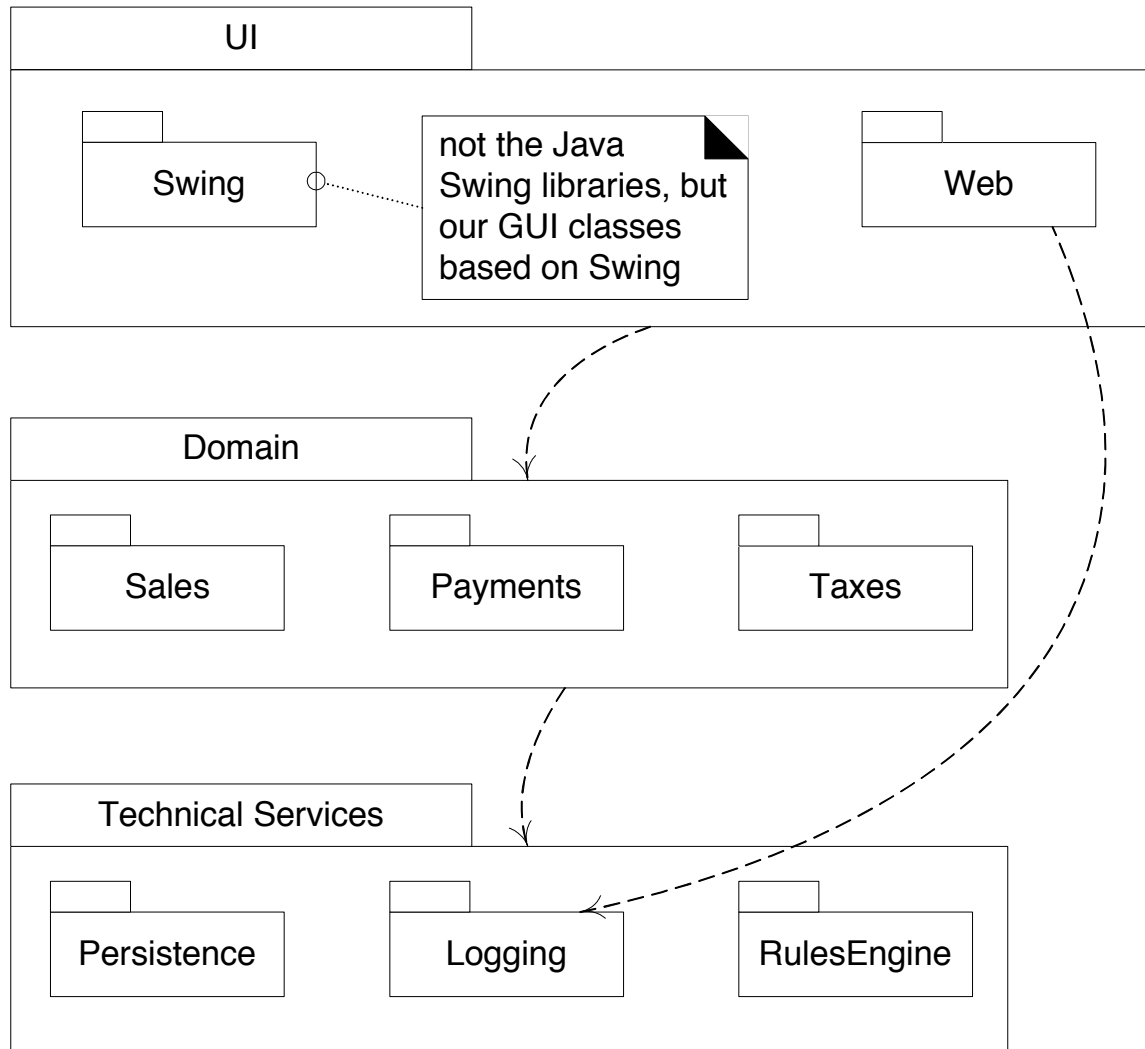 UI
Swing
not the Java
Swing libraries, but
our GUI classes
based on Swing
Web
Domain
Sales
Payments
Taxes
Technical Services
Persistence
Logging
RulesEngine